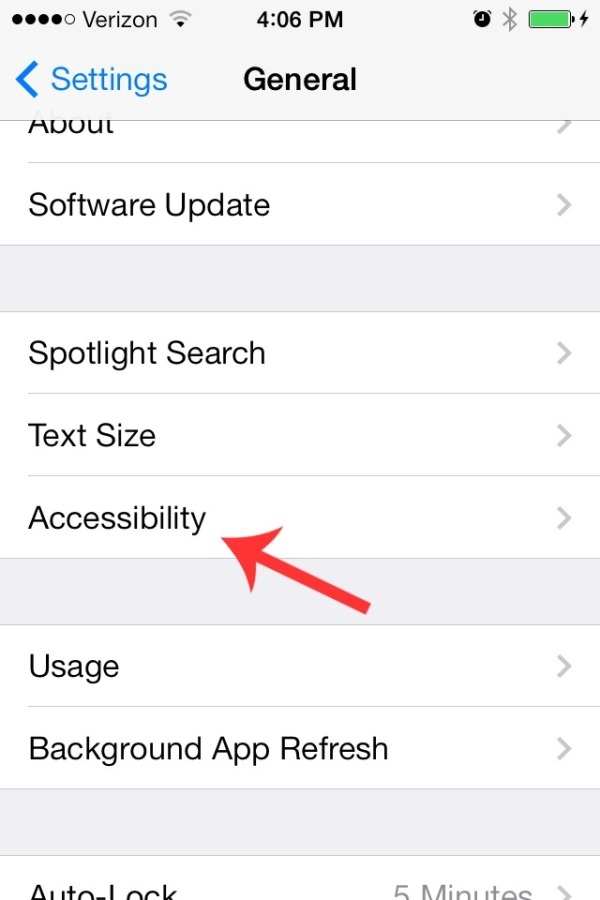 Verizon 4:06 PM
Settings General
About
Software Update
Spotlight Search
Text Size
Accessibility
Usage
Background App Refresh
Auto-Lock 5 Minutes